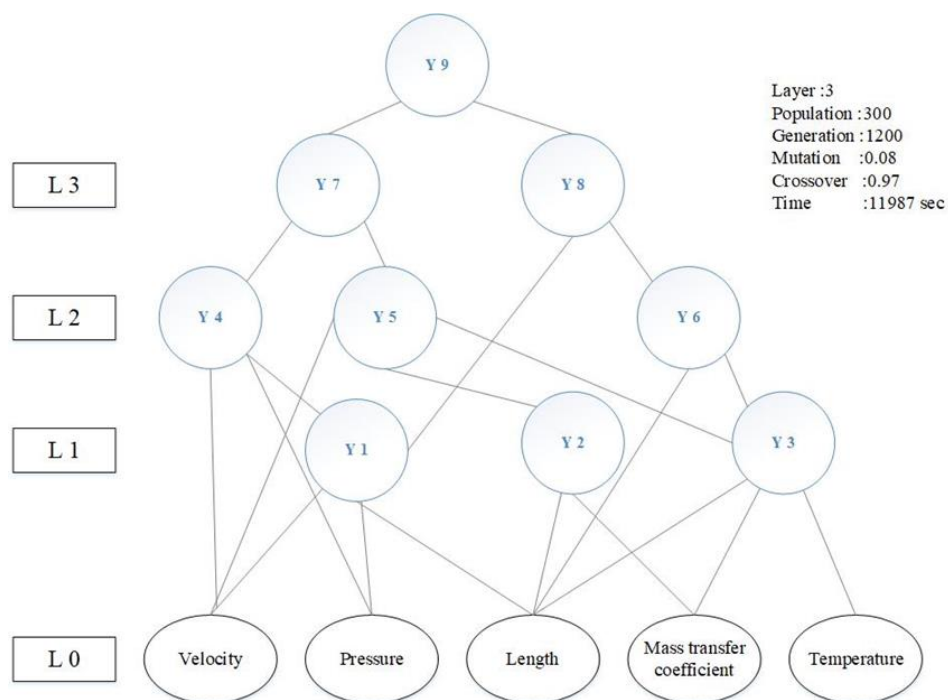 Y 9
Layer :3
Population :300
Generation :1200
Mutation :0.08
Crossover :0.97
Time :11987 sec
L 3
Y 7
Y 8
L 2
Y 4
Y 5
Y 6
L 1
Y 1
Y 2
Y 3
L 0
Velocity
Pressure
Length
Mass transfer
coefficient
Temperature